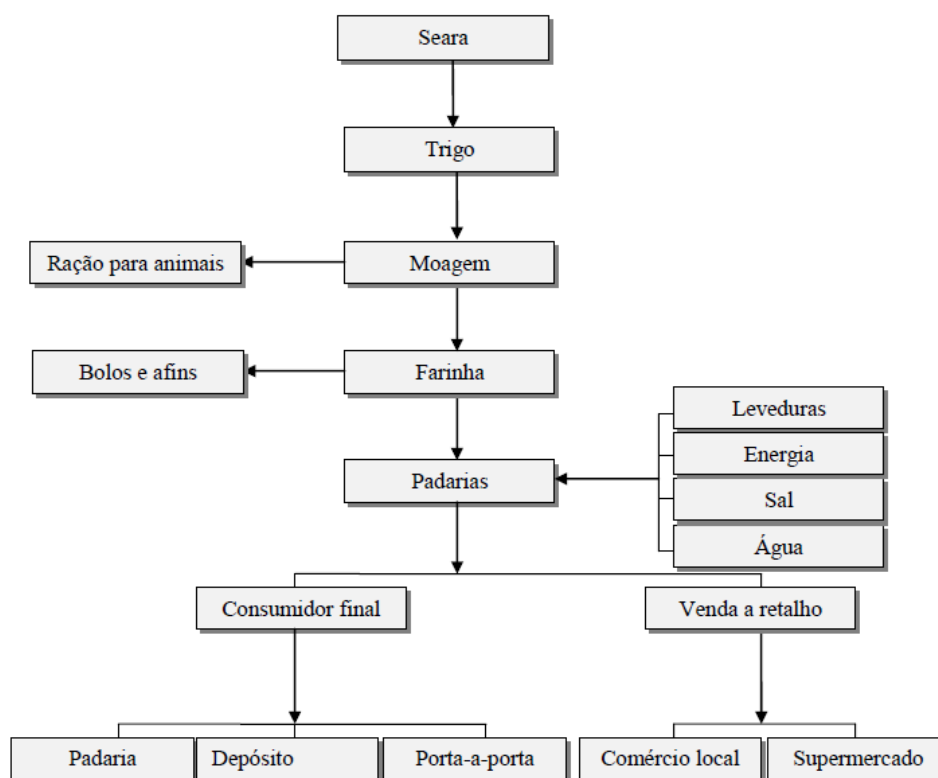 Seara
Trigo
Ração para animais
Moagem
Bolos e afins
Farinha
Leveduras
Energia
Padarias
Sal
Água
Consumidor final
Venda a retalho
Padaria
Depósito
Porta-a-porta
Comércio local
Supermercado